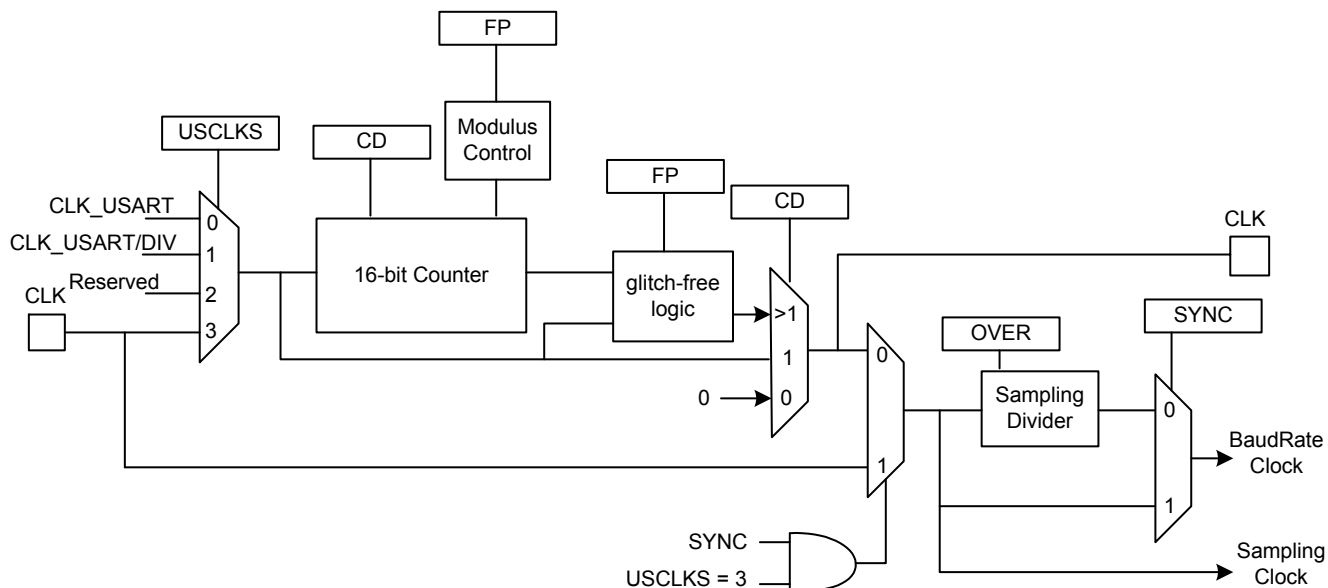 FP
Modulus
Control
USCLKS
CD
FP
CD
CLK_USART
0
CLK_USART/DIV
1
Reserved
2
CLK
3
16-bit Counter
glitch-free
logic
>1
1
0
0
CLK
0
1
OVER
Sampling
Divider
SYNC
0
1
BaudRate
Clock
SYNC
USCLKS = 3
Sampling
Clock